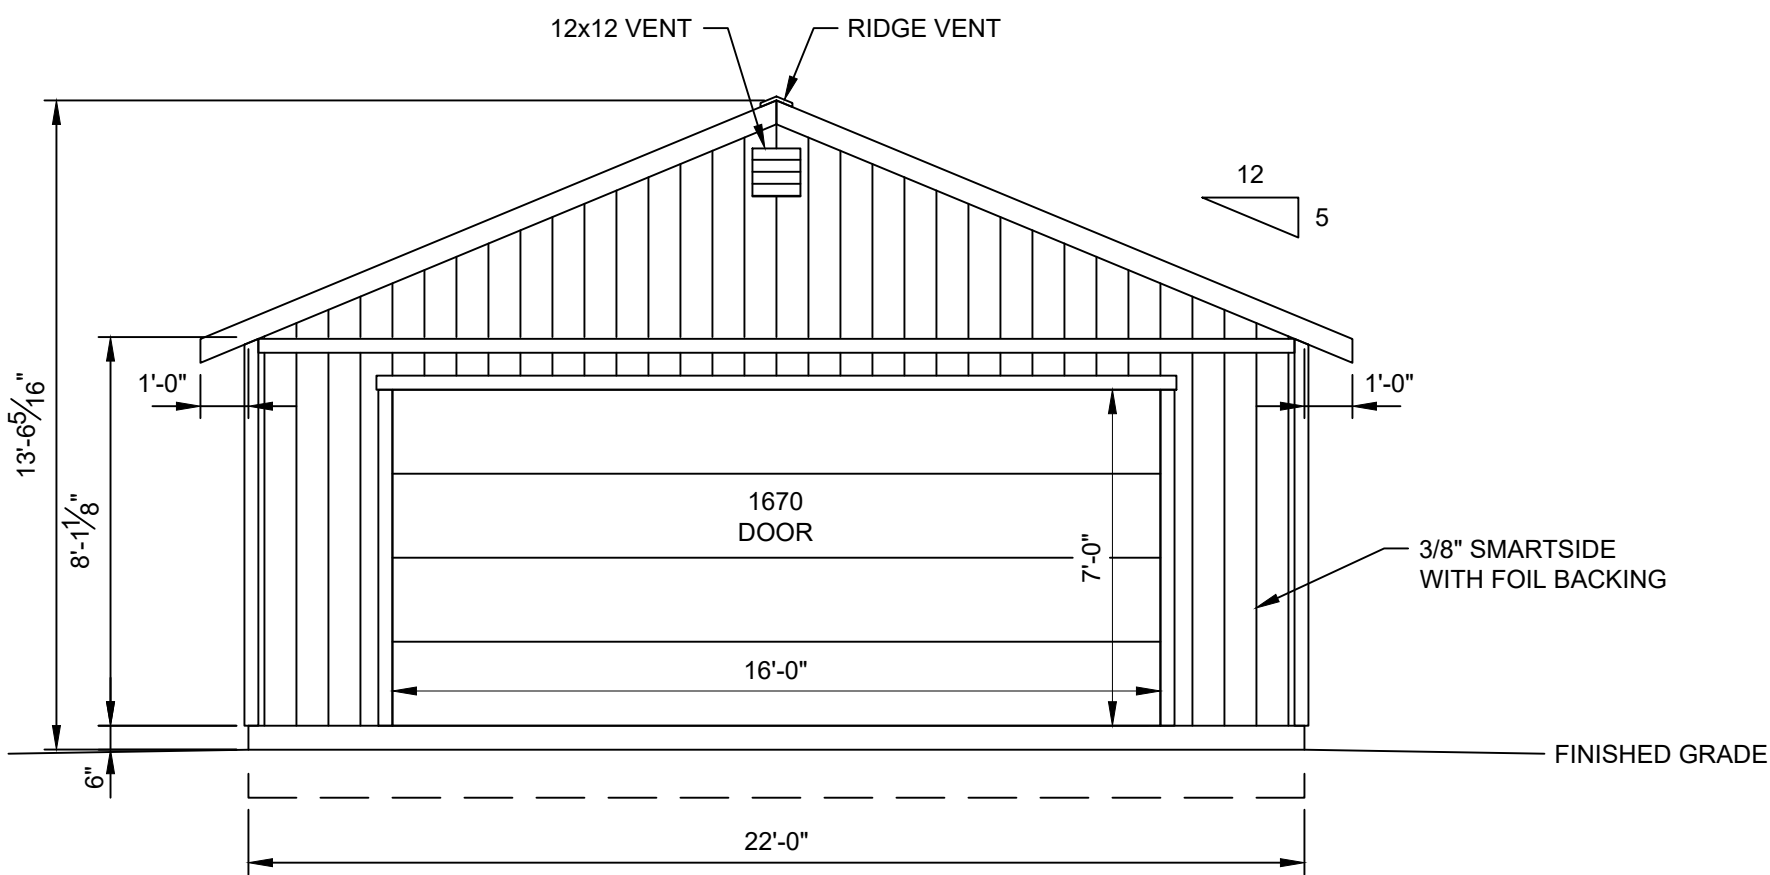 12x12 VENT
RIDGE VENT
12
5
1'-0"
1'-0"
13'-6 5/16"
8'-1 1/8"
1670
DOOR
7'-0"
3/8" SMARTSIDE
WITH FOIL BACKING
16'-0"
FINISHED GRADE
6"
22'-0"